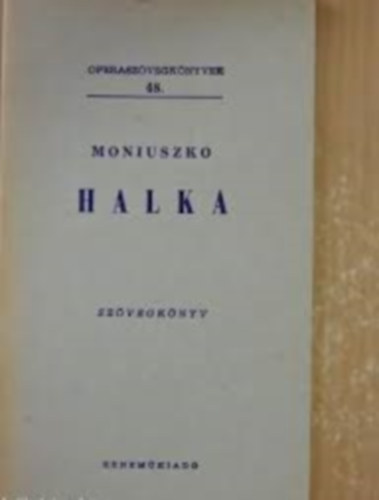 OPERASZÖVEGKÖNYVEK
48.
MONIUSZKO
HALKA
SZÖVEGKÖNYV
ZENEMŰKIADÓ